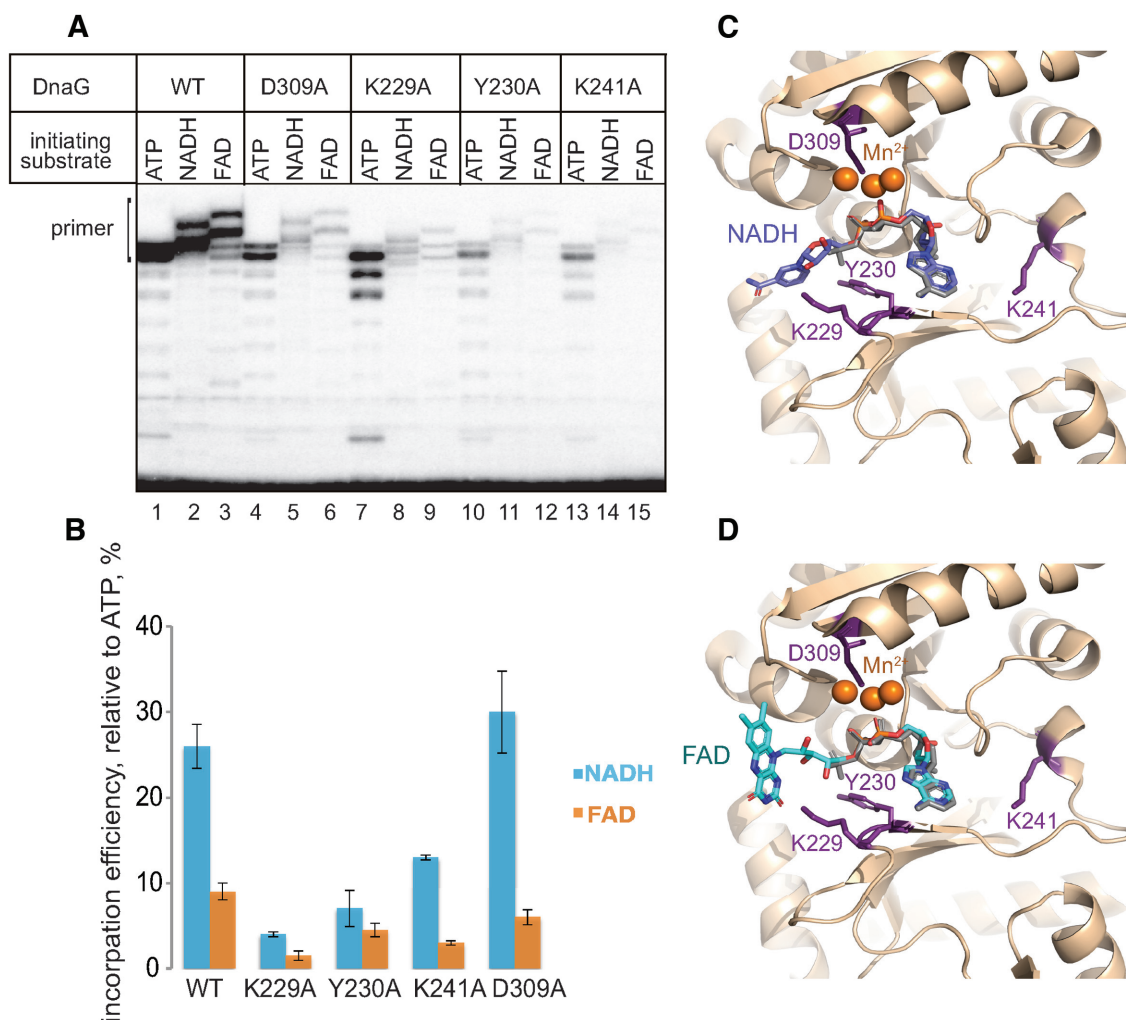 A
DnaG WT D309A K229A Y230A K241A
initiating substrate ATP NADH FAD ATP NADH FAD ATP NADH FAD ATP NADH FAD ATP NADH FAD
primer
1 2 3 4 5 6 7 8 9 10 11 12 13 14 15
B
incorpation efficiency, relative to ATP, %
40
30
20
10
0
WT K229A Y230A K241A D309A
NADH
FAD
C
D309
Mn²⁺
NADH
Y230
K229
K241
D
D309
Mn²⁺
FAD
Y230
K229
K241